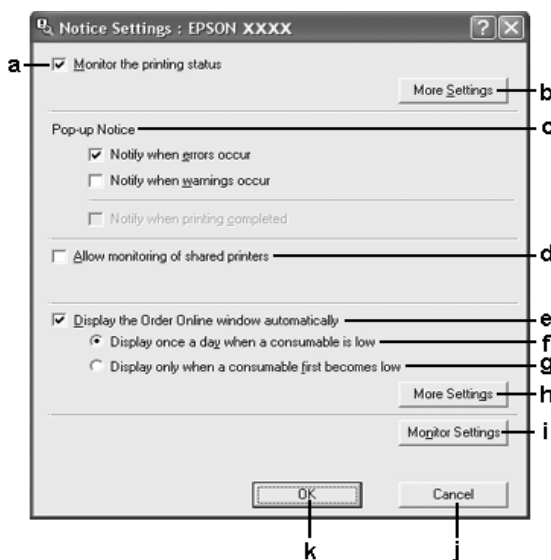 Notice Settings : EPSON XXXX
a Monitor the printing status
More Settings b
Pop-up Notice c
Notify when errors occur
Notify when warnings occur
Notify when printing completed
Allow monitoring of shared printers d
Display the Order Online window automatically e
Display once a day when a consumable is low f
Display only when a consumable first becomes low g
More Settings h
Monitor Settings i
OK Cancel
k j